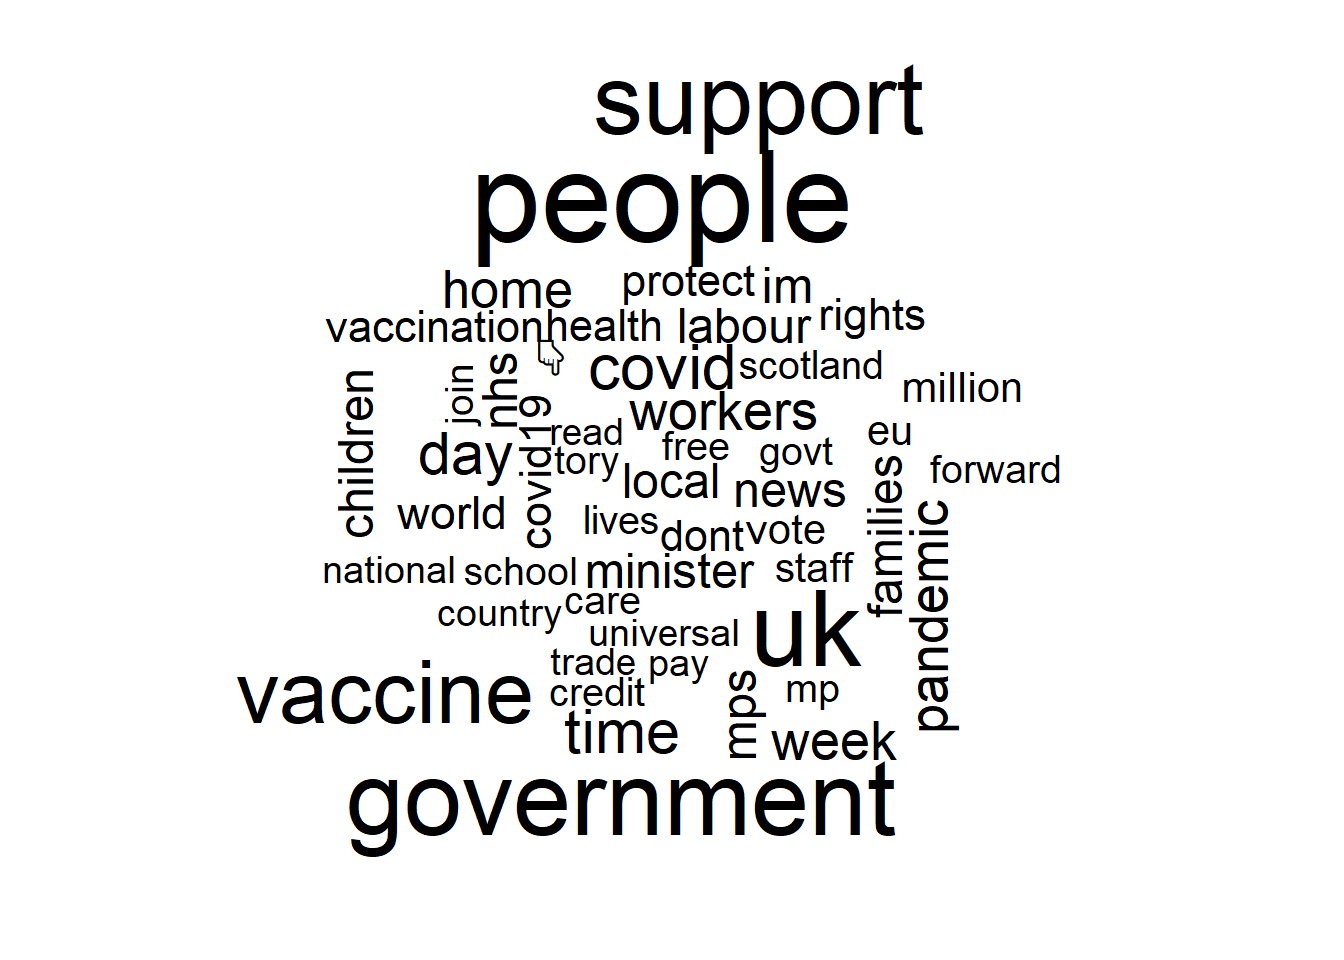 support
people
home
protect
im
vaccination
health
labour
rights
☟
covid
scotland
children
join
nhs
million
covid19
workers
read
free
eu
day
tory
govt
local
news
families
forward
world
lives
dont
vote
pandemic
national
school
minister
staff
country
care
universal
uk
trade
pay
vaccine
credit
mps
mp
time
week
government